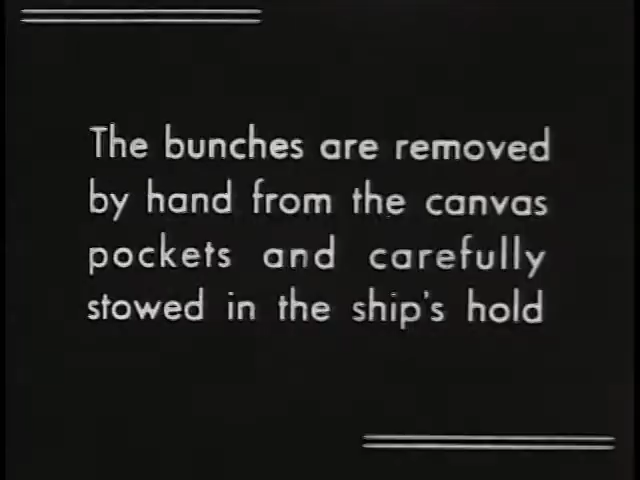 The bunches are removed
by hand from the canvas
pockets and carefully
stowed in the ship's hold